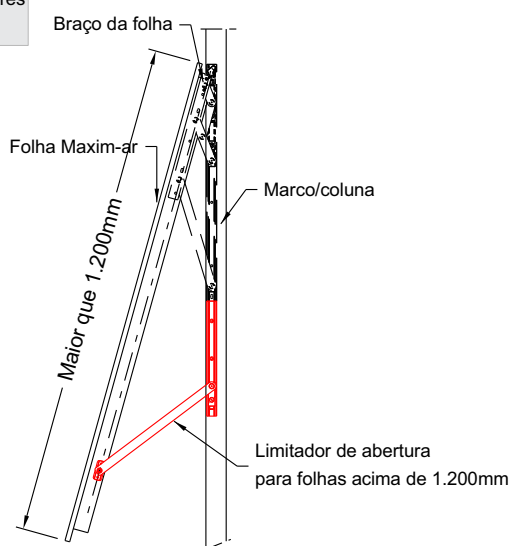 Braço da folha
Folha Maxim-ar
Marco/coluna
Maior que 1.200mm
Limitador de abertura
para folhas acima de 1.200mm